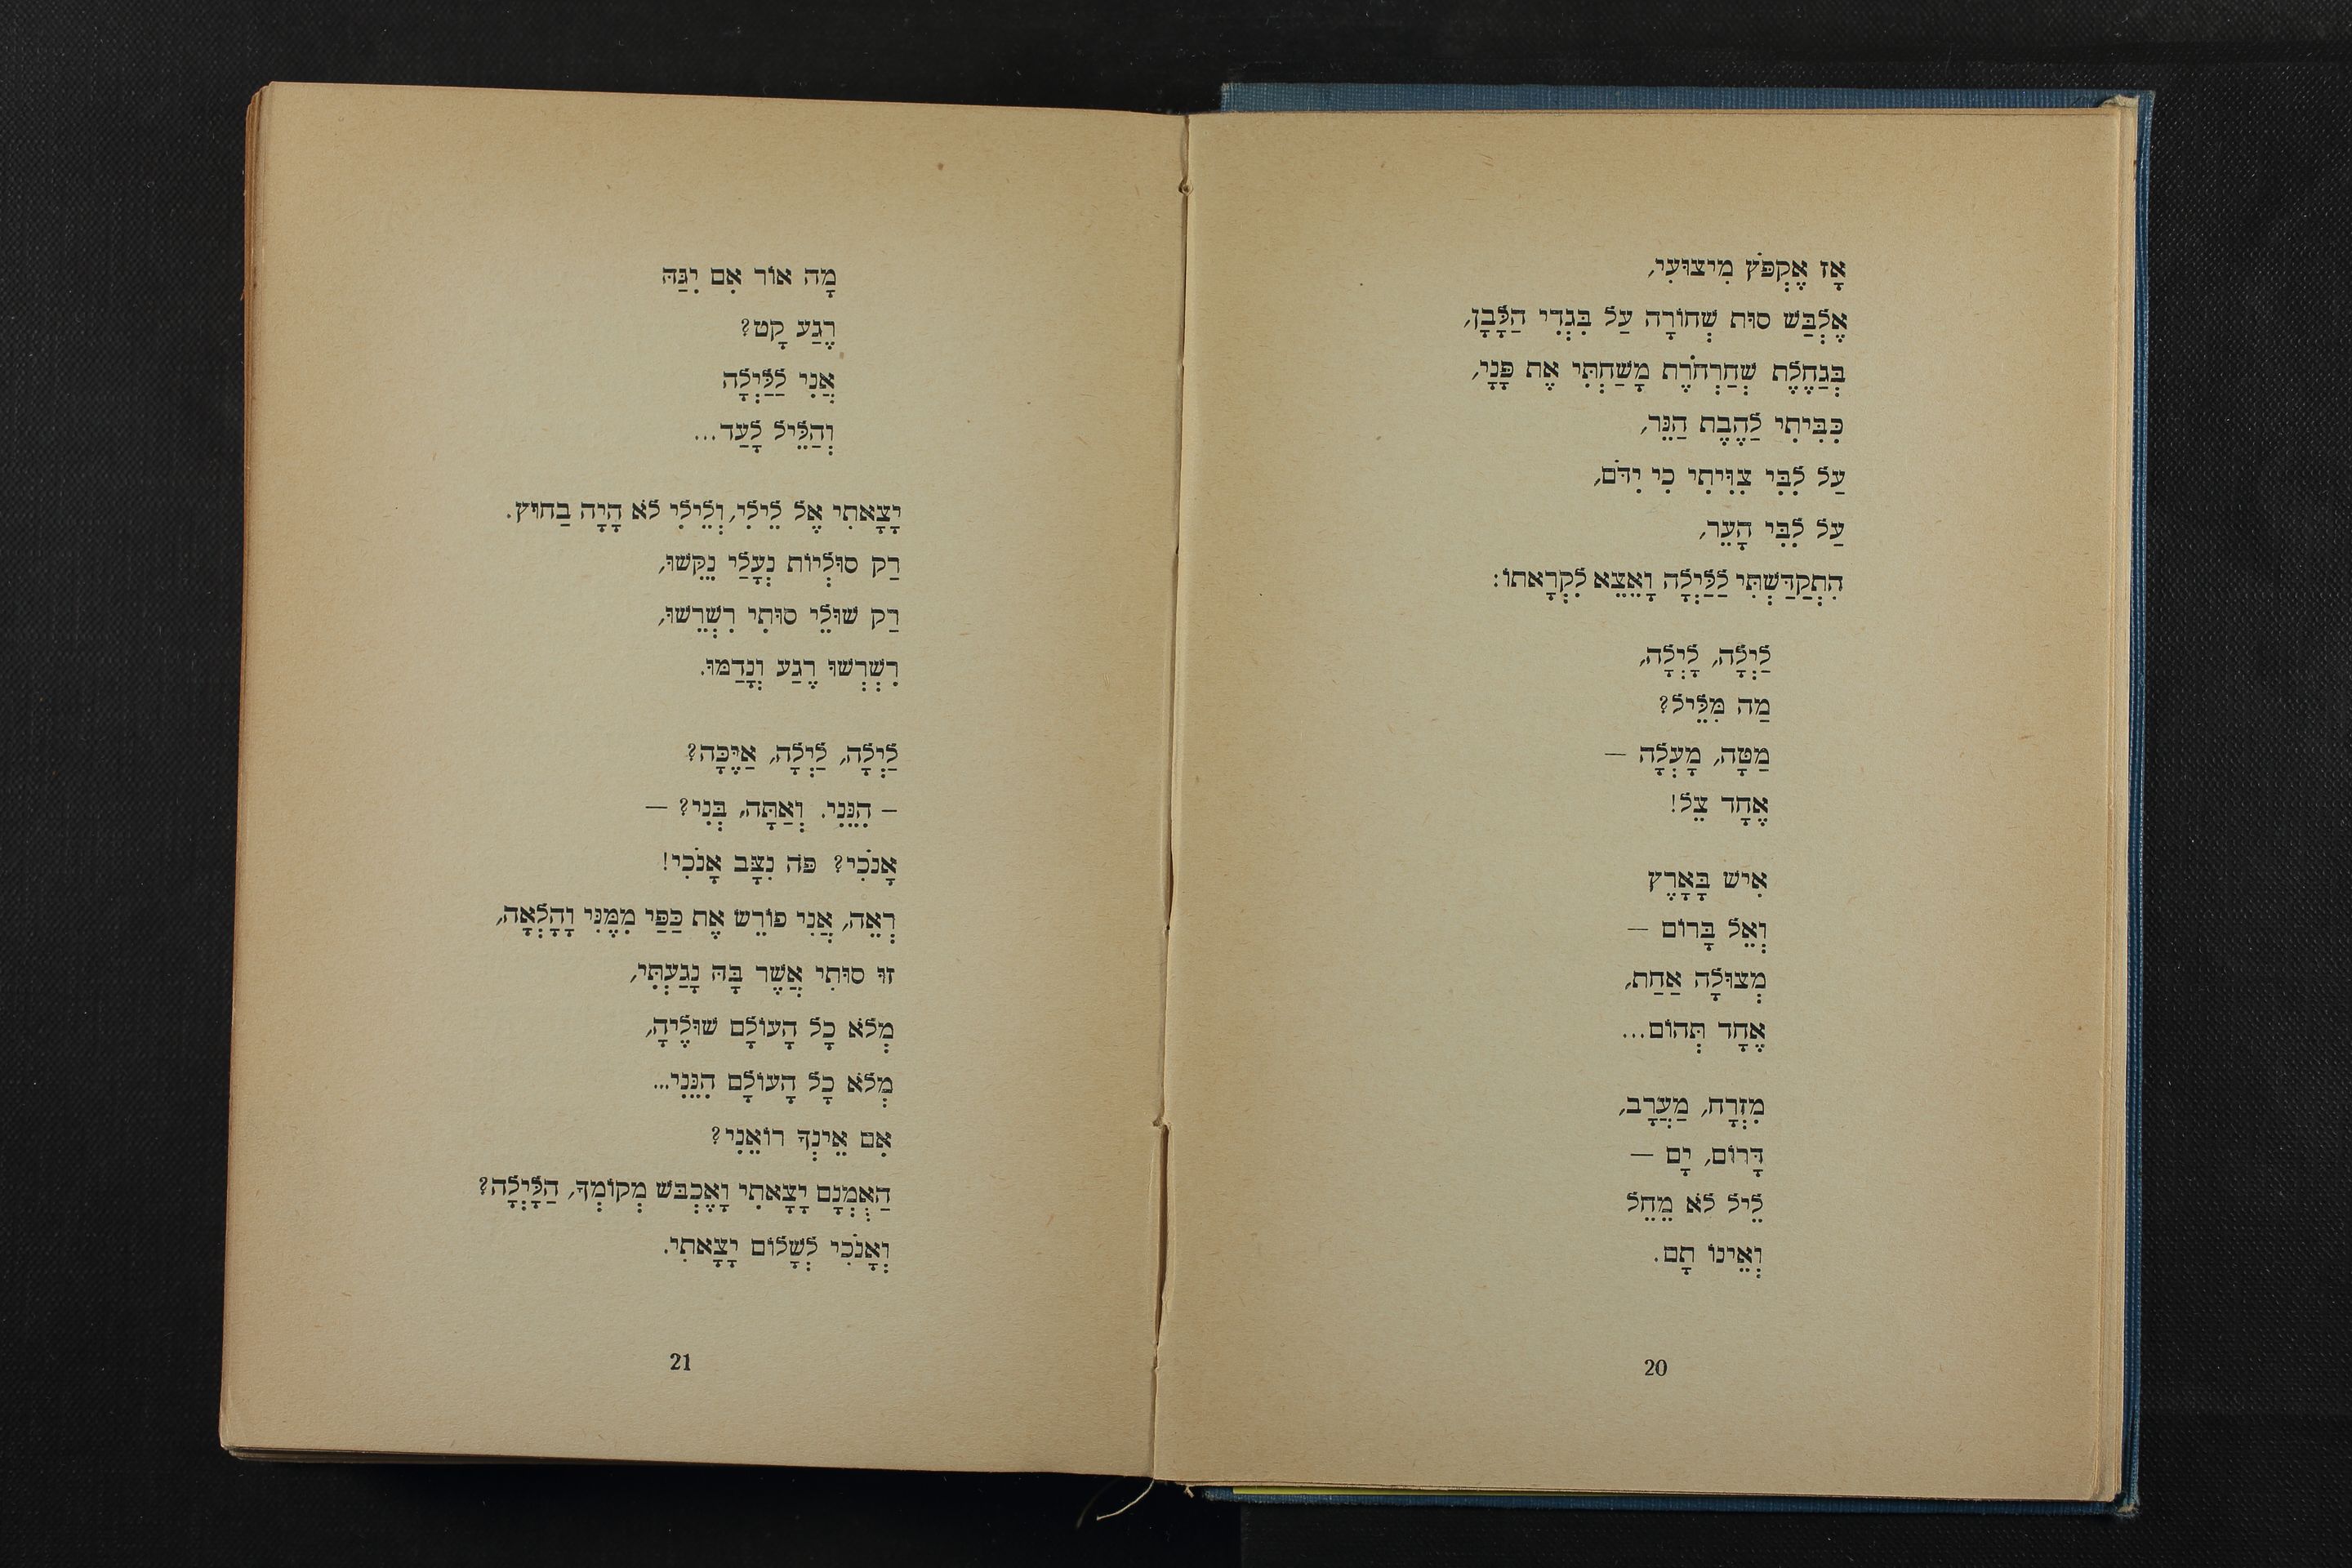 אָז אֶקְפֹּץ מִיצוּעִי,
אֶלְבַּשׁ סוּת שְׁחוֹרָה עַל בִּגְדִי הַלָּבָן,
בְּגַחֶלֶת שְׁחַרְחֹרֶת מָשַׁחְתִּי אֶת פָּנָי,
כִּבִּיתִי לַהֶבֶת הַנֵּר,
עַל לִבִּי צִוִּיתִי כִּי יִדֹּם,
עַל לִבִּי הָעֵר,
הִתְקַדַּשְׁתִּי לַלַּיְלָה וָאֵצֵא לִקְרָאתוֹ:
לַיְלָה, לָיְלָה,
מַה מִּלֵּיל?
מַטָּה, מָעְלָה —
אֶחָד צֵל!
אִישׁ בָּאָרֶץ
וְאֵל בָּרוֹם —
מְצוּלָה אַחַת,
אֶחָד תְּהוֹם...
מִזְרָח, מַעֲרָב,
דָּרוֹם, יָם —
לֵיל לֹא מֵחֵל
וְאֵינוֹ תָם.
20
מָה אוֹר אִם יִגַּהּ
רֶגַע קָט?
אֲנִי לַלַּיְלָה
וְהַלֵּיל לָעַד...
יָצָאתִי אֶל לֵילִי, וְלֵילִי לֹא הָיָה בַחוּץ.
רַק סוּלְיוֹת נְעָלַי נֵקְּשׁוּ,
רַק שׁוּלֵי סוּתִי רִשְׁרֵשׁוּ,
רִשְׁרְשׁוּ רֶגַע וְנָדַמּוּ.
לַיְלָה, לַיְלָה, אַיֶּכָּה?
– הִנֵּנִי. וְאַתָּה, בְּנִי? —
אָנֹכִי? פֹּה נִצָּב אָנֹכִי!
רְאֵה, אֲנִי פוֹרֵשׂ אֶת כַּפַּי מִמֶּנִּי וָהָלְאָה,
זוּ סוּתִי אֲשֶׁר בָּהּ נָגַעְתִּי,
מְלֹא כָל הָעוֹלָם שׁוּלֶיהָ,
מְלֹא כָל הָעוֹלָם הִנֵּנִי...
אִם אֵינְךָ רוֹאֵנִי?
הַאְמְנָם יָצָאתִי וָאֶכְבּשׁ מְקוֹמְךָ, הַלָּיְלָה?
וְאָנֹכִי לְשָׁלוֹם יָצָאתִי.
21